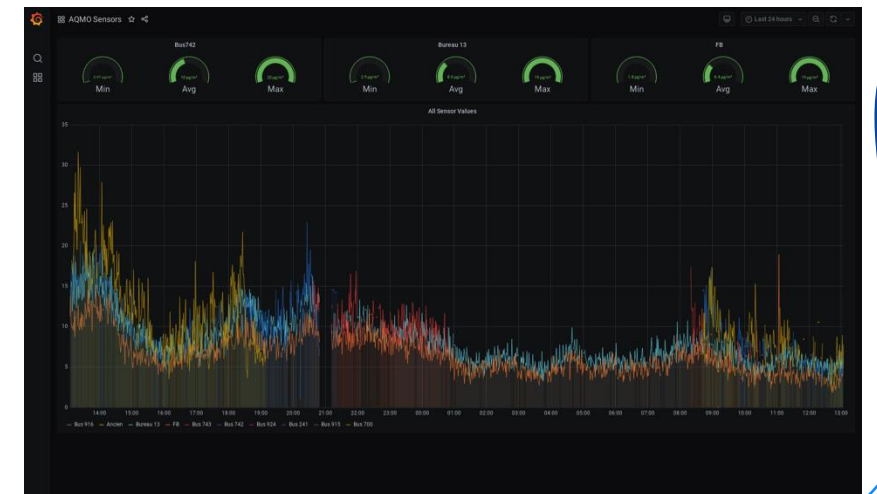 AQMO Sensors
Last 24 hours
Bus742
Bureau 13
FB
Min
Avg
Max
Min
Avg
Max
Min
Avg
Max
All Sensor Values
35
30
25
20
15
10
5
0
14:00 15:00 16:00 17:00 18:00 19:00 20:00 21:00 22:00 23:00 00:00 01:00 02:00 03:00 04:00 05:00 06:00 07:00 08:00 09:00 10:00 11:00 12:00 13:00
Bus 916 Ancien Bureau 13 FB Bus 743 Bus 742 Bus 924 Bus 241 Bus 915 Bus 700